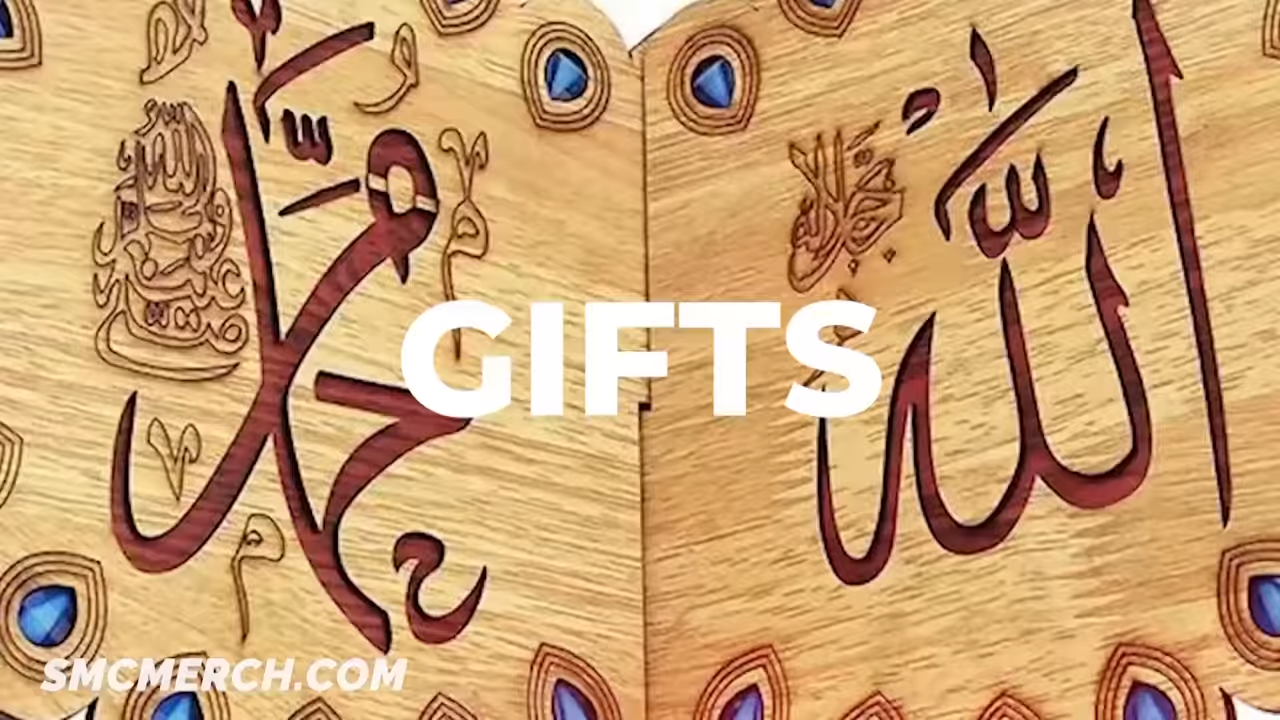 الله
جل جلاله
محمد
صلى الله عليه وسلم
GIFTS
SMCMERCH.COM